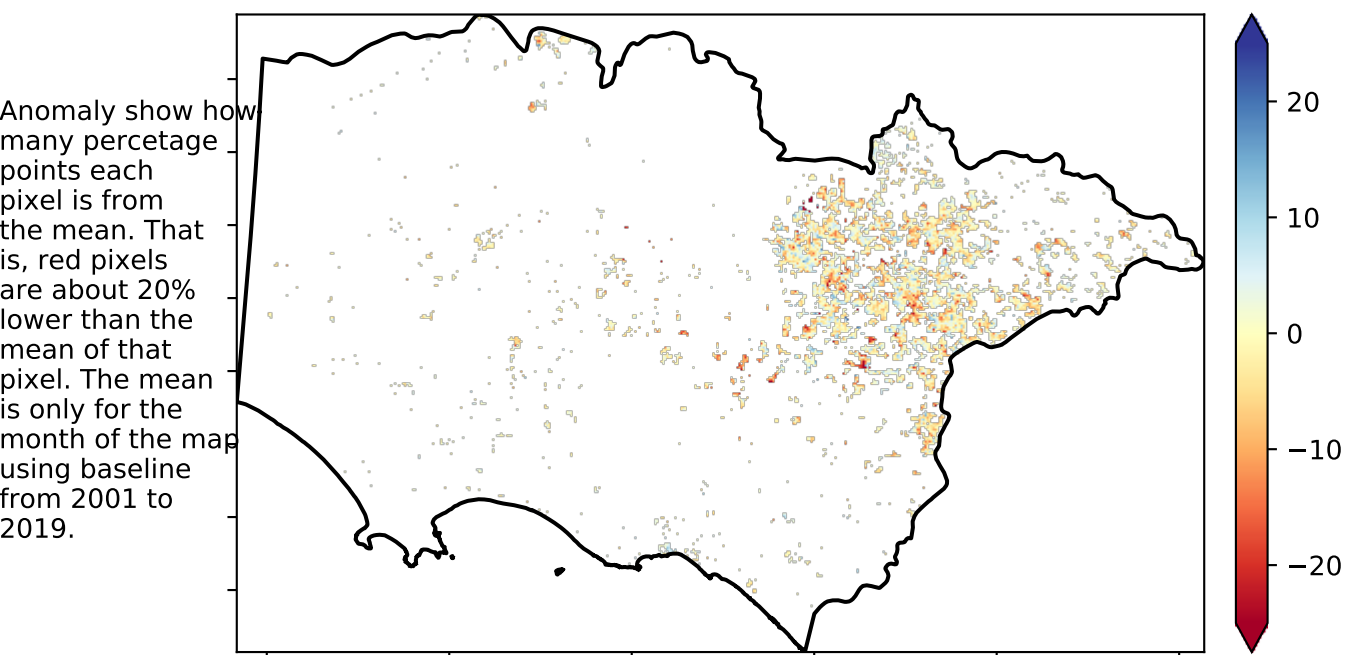 Anomaly show how
many percetage
points each
pixel is from
the mean. That
is, red pixels
are about 20%
lower than the
mean of that
pixel. The mean
is only for the
month of the map
using baseline
from 2001 to
2019.
20
10
0
−10
−20